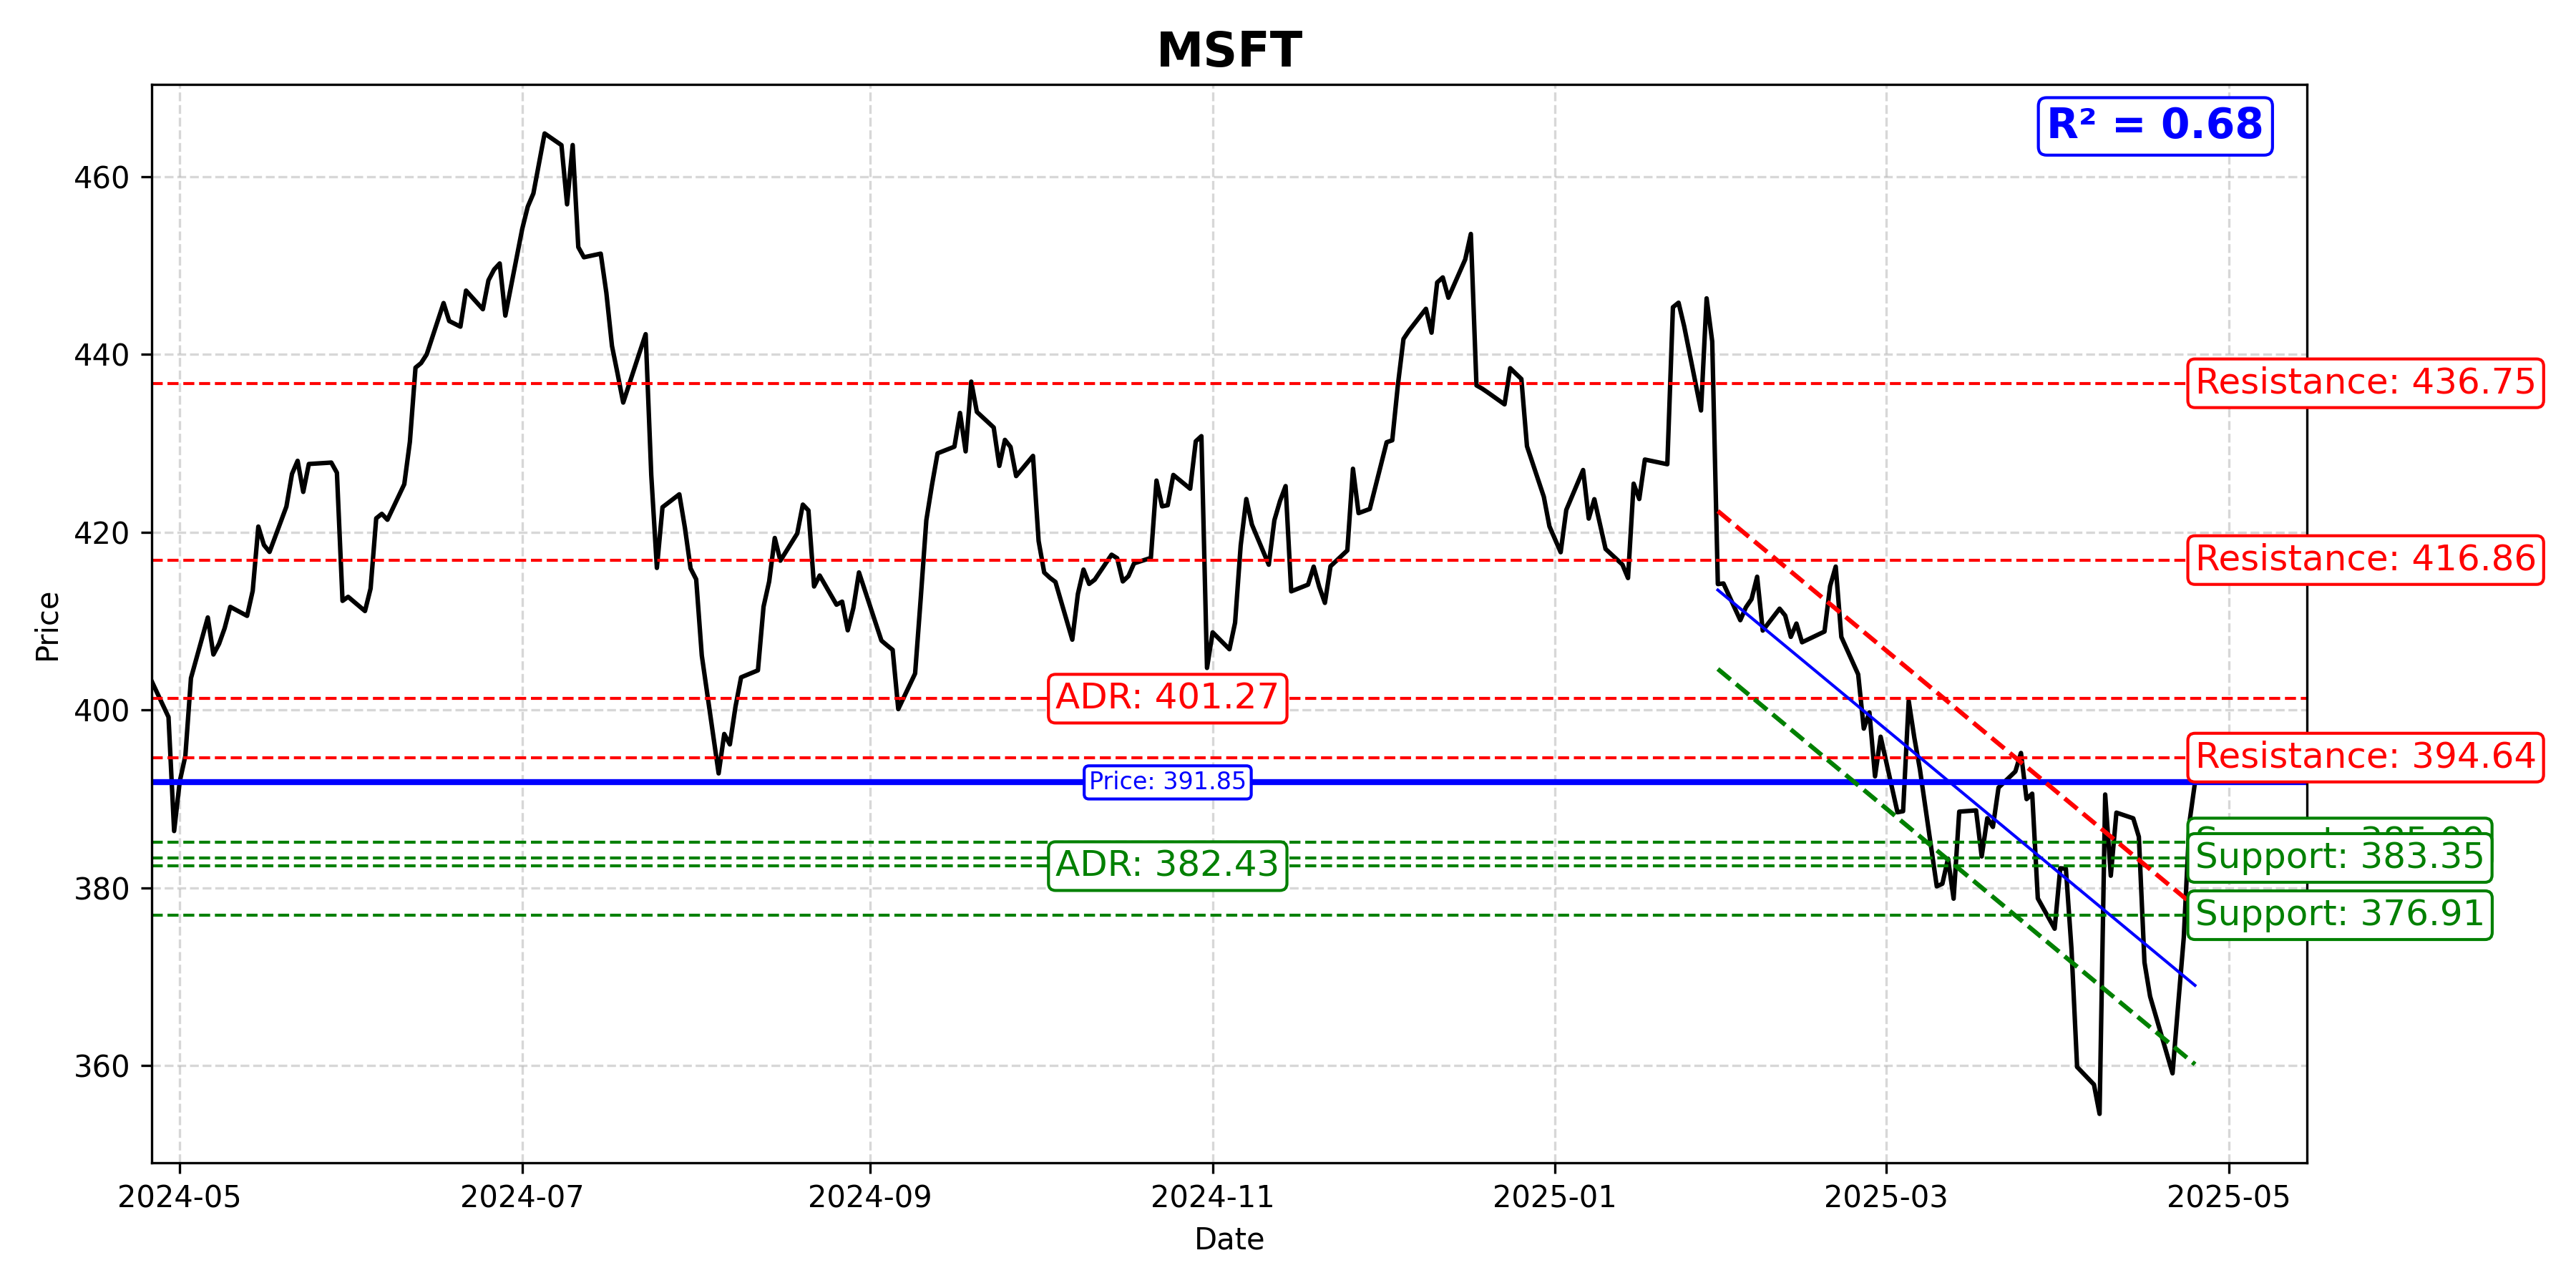 MSFT
R² = 0.68
460
440
420
400
380
360
Price
Resistance: 436.75
Resistance: 416.86
ADR: 401.27
Resistance: 394.64
Price: 391.85
Support: 383.35
ADR: 382.43
Support: 376.91
2024-05
2024-07
2024-09
2024-11
2025-01
2025-03
2025-05
Date